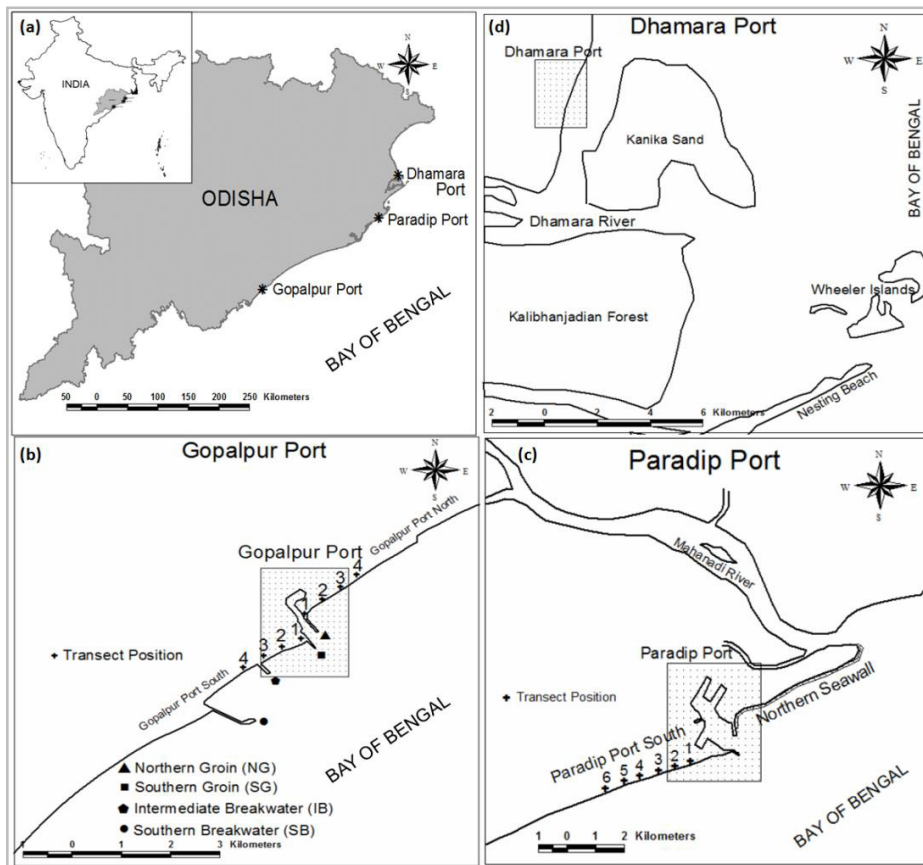 (a)
N
W E
S
INDIA
ODISHA
Dhamara
Port
Paradip Port
Gopalpur Port
BAY OF BENGAL
50 0 50 100 150 200 250 Kilometers
(d)
Dhamara Port
Dhamara Port
N
W E
S
Kanika Sand
BAY OF BENGAL
Dhamara River
Wheeler Islands
Kalibhanjadian Forest
Nesting Beach
2 0 2 4 6
Kilometers
(b)
Gopalpur Port
N
W E
S
Gopalpur Port North
Gopalpur Port
4
3
2
1
1
2
3
4
Transect Position
Gopalpur Port South
BAY OF BENGAL
Northern Groin (NG)
Southern Groin (SG)
Intermediate Breakwater (IB)
Southern Breakwater (SB)
1 0 1 2 3
Kilometers
(c)
Paradip Port
N
W E
S
Mahanadi River
Paradip Port
Transect Position
Northern Seawall
Paradip Port South
6 5 4 3 2 1
BAY OF BENGAL
1 0 1 2 Kilometers